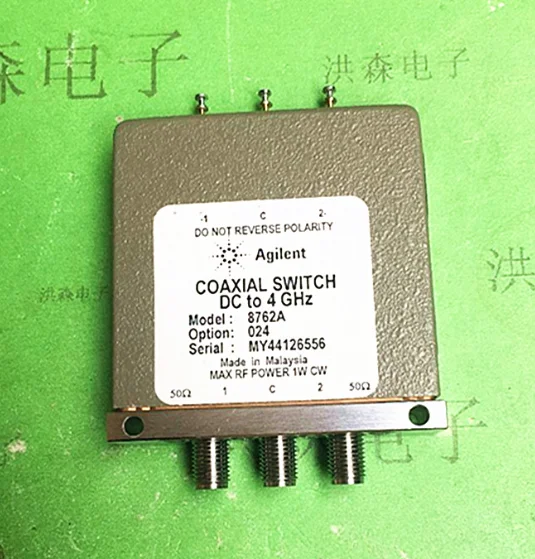 洪森电子
洪森电子
-1 C 2-
DO NOT REVERSE POLARITY
Agilent
COAXIAL SWITCH
DC to 4 GHz
Model : 8762A
Option: 024
Serial : MY44126556
Made in Malaysia
MAX RF POWER 1W CW
50Ω 1 C 2 50Ω
洪森电子
洪
森电子